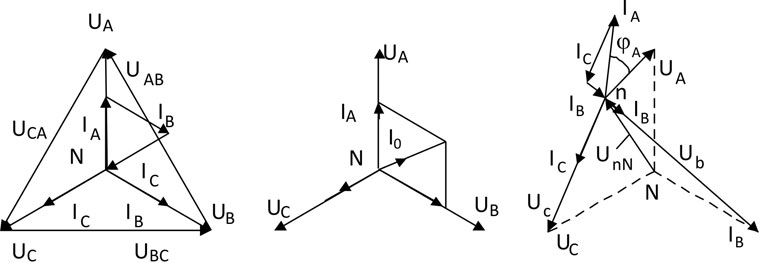 U_A
U_AB
I_B
U_CA
I_A
N
I_C
I_C
I_B
U_B
U_C
U_BC
U_A
I_A
I_0
N
U_C
U_B
I_A
I_C
φ_A
U_A
n
I_B
I_B
I_C
U_nN
U_b
N
U_c
U_C
I_B